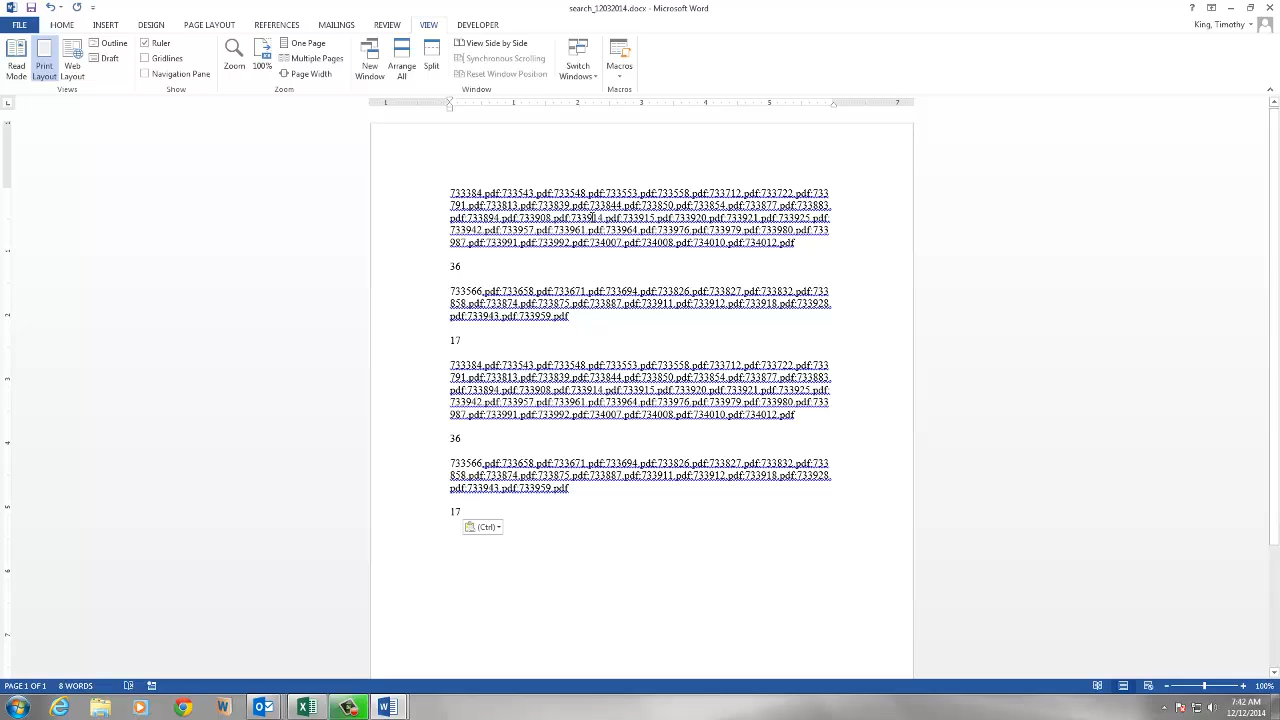 search_12032014.docx - Microsoft Word
FILE HOME INSERT DESIGN PAGE LAYOUT REFERENCES MAILINGS REVIEW VIEW DEVELOPER King, Timothy
Read Mode
Print Layout
Web Layout
Outline
Draft
Views
Ruler
Gridlines
Navigation Pane
Show
Zoom
100%
One Page
Multiple Pages
Page Width
Zoom
New Window
Arrange All
Split
View Side by Side
Synchronous Scrolling
Reset Window Position
Window
Switch Windows
Macros
Macros
1 1 2 3 4 5 7
733384.pdf;733543.pdf;733548.pdf;733553.pdf;733558.pdf;733712.pdf;733722.pdf;733
791.pdf;733813.pdf;733839.pdf;733844.pdf;733850.pdf;733854.pdf;733877.pdf;733883.
pdf;733894.pdf;733908.pdf;733914.pdf;733915.pdf;733920.pdf;733921.pdf;733925.pdf;
733942.pdf;733957.pdf;733961.pdf;733964.pdf;733976.pdf;733979.pdf;733980.pdf;733
987.pdf;733991.pdf;733992.pdf;734007.pdf;734008.pdf;734010.pdf;734012.pdf
36
733566.pdf;733658.pdf;733671.pdf;733694.pdf;733826.pdf;733827.pdf;733832.pdf;733
858.pdf;733874.pdf;733875.pdf;733887.pdf;733911.pdf;733912.pdf;733918.pdf;733928.
pdf;733943.pdf;733959.pdf
17
733384.pdf;733543.pdf;733548.pdf;733553.pdf;733558.pdf;733712.pdf;733722.pdf;733
791.pdf;733813.pdf;733839.pdf;733844.pdf;733850.pdf;733854.pdf;733877.pdf;733883.
pdf;733894.pdf;733908.pdf;733914.pdf;733915.pdf;733920.pdf;733921.pdf;733925.pdf;
733942.pdf;733957.pdf;733961.pdf;733964.pdf;733976.pdf;733979.pdf;733980.pdf;733
987.pdf;733991.pdf;733992.pdf;734007.pdf;734008.pdf;734010.pdf;734012.pdf
36
733566.pdf;733658.pdf;733671.pdf;733694.pdf;733826.pdf;733827.pdf;733832.pdf;733
858.pdf;733874.pdf;733875.pdf;733887.pdf;733911.pdf;733912.pdf;733918.pdf;733928.
pdf;733943.pdf;733959.pdf
17
(Ctrl)
PAGE 1 OF 1 8 WORDS 100%
7:42 AM
12/12/2014